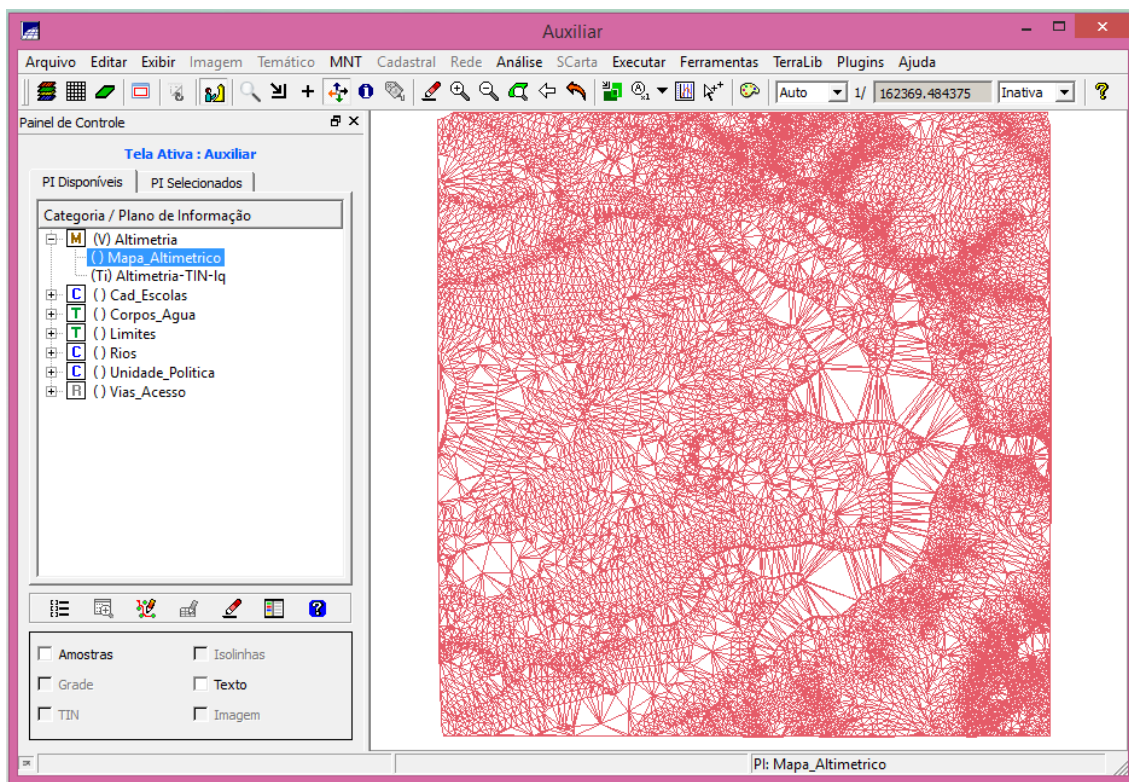 Auxiliar
Arquivo Editar Exibir Imagem Temático MNT Cadastral Rede Análise SCarta Executar Ferramentas TerraLib Plugins Ajuda
Auto 1/ 162369.484375 Inativa
Painel de Controle
Tela Ativa : Auxiliar
PI Disponíveis PI Selecionados
Categoria / Plano de Informação
M (V) Altimetria
( ) Mapa_Altimetrico
(Ti) Altimetria-TIN-lq
C ( ) Cad_Escolas
T ( ) Corpos_Agua
T ( ) Limites
C ( ) Rios
C ( ) Unidade_Politica
R ( ) Vias_Acesso
Amostras Isolinhas
Grade Texto
TIN Imagem
PI: Mapa_Altimetrico